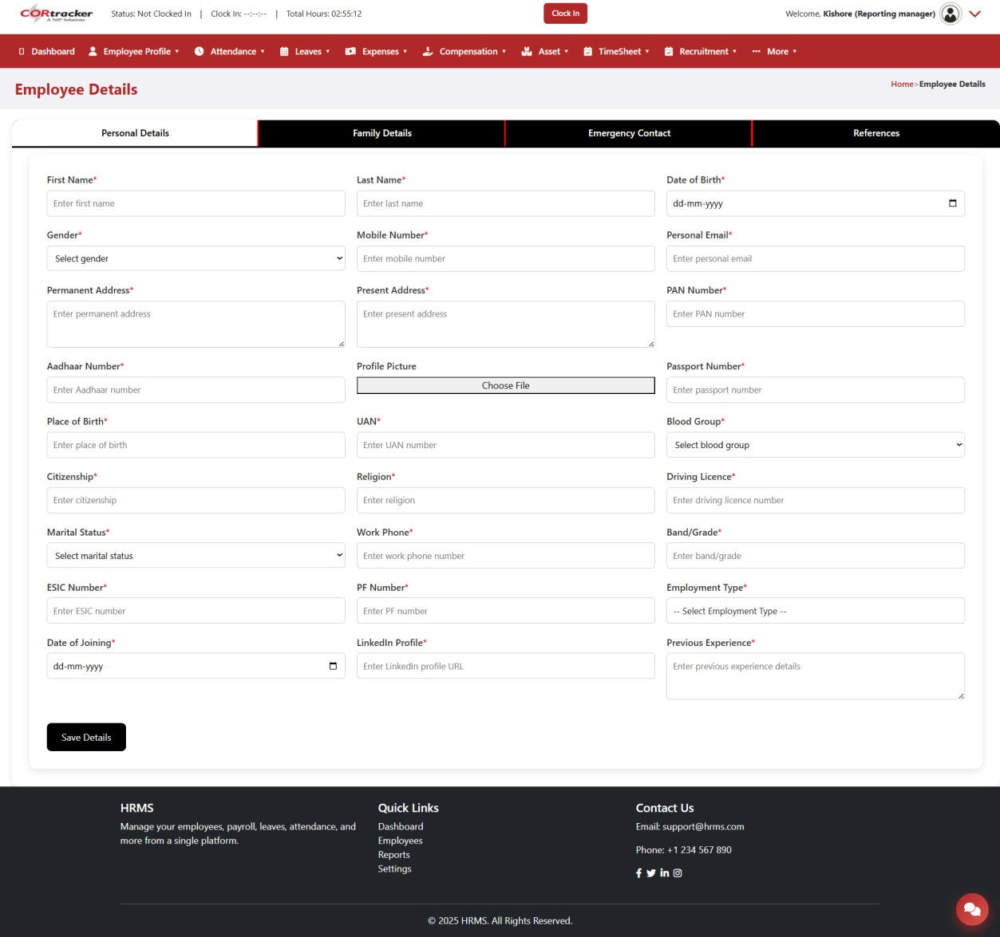 CORtracker
A 360° Solutions
Status: Not Clocked In | Clock In: --:--:-- | Total Hours: 02:55:12
Clock In
Welcome, Kishore (Reporting manager)
Dashboard Employee Profile Attendance Leaves Expenses Compensation Asset TimeSheet Recruitment More
Employee Details
Home>Employee Details
Personal Details Family Details Emergency Contact References
First Name* Last Name* Date of Birth*
Enter first name Enter last name dd-mm-yyyy
Gender* Mobile Number* Personal Email*
Select gender Enter mobile number Enter personal email
Permanent Address* Present Address* PAN Number*
Enter permanent address Enter present address Enter PAN number
Aadhaar Number* Profile Picture Passport Number*
Enter Aadhaar number Choose File Enter passport number
Place of Birth* UAN* Blood Group*
Enter place of birth Enter UAN number Select blood group
Citizenship* Religion* Driving Licence*
Enter citizenship Enter religion Enter driving licence number
Marital Status* Work Phone* Band/Grade*
Select marital status Enter work phone number Enter band/grade
ESIC Number* PF Number* Employment Type*
Enter ESIC number Enter PF number -- Select Employment Type --
Date of Joining* LinkedIn Profile* Previous Experience*
dd-mm-yyyy Enter LinkedIn profile URL Enter previous experience details
Save Details
HRMS
Manage your employees, payroll, leaves, attendance, and
more from a single platform.
Quick Links
Dashboard
Employees
Reports
Settings
Contact Us
Email: support@hrms.com
Phone: +1 234 567 890
© 2025 HRMS. All Rights Reserved.